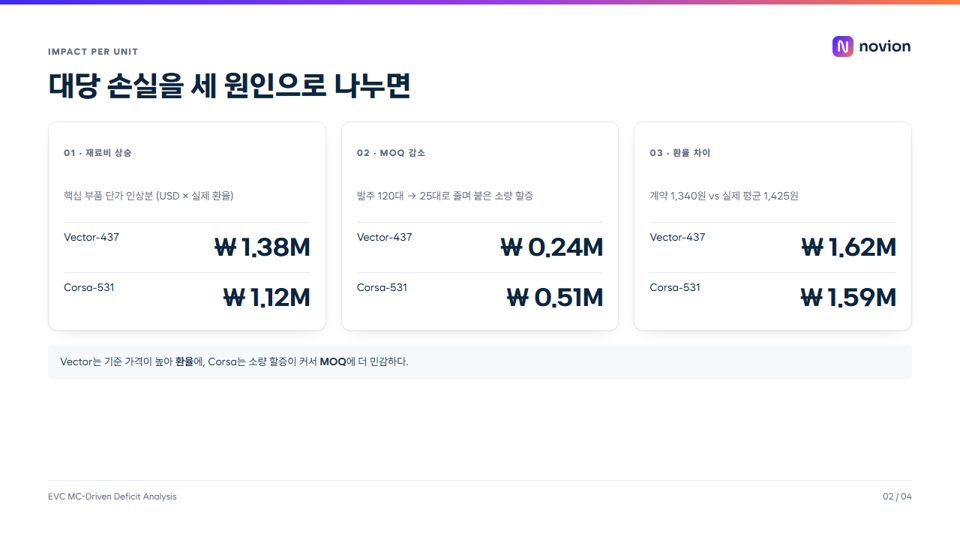 IMPACT PER UNIT
novion
대당 손실을 세 원인으로 나누면
01 · 재료비 상승
핵심 부품 단가 인상분 (USD × 실제 환율)
Vector-437
₩ 1.38M
Corsa-531
₩ 1.12M
02 · MOQ 감소
발주 120대 → 25대로 줄며 붙은 소량 할증
Vector-437
₩ 0.24M
Corsa-531
₩ 0.51M
03 · 환율 차이
계약 1,340원 vs 실제 평균 1,425원
Vector-437
₩ 1.62M
Corsa-531
₩ 1.59M
Vector는 기준 가격이 높아 환율에, Corsa는 소량 할증이 커서 MOQ에 더 민감하다.
EVC MC-Driven Deficit Analysis
02 / 04